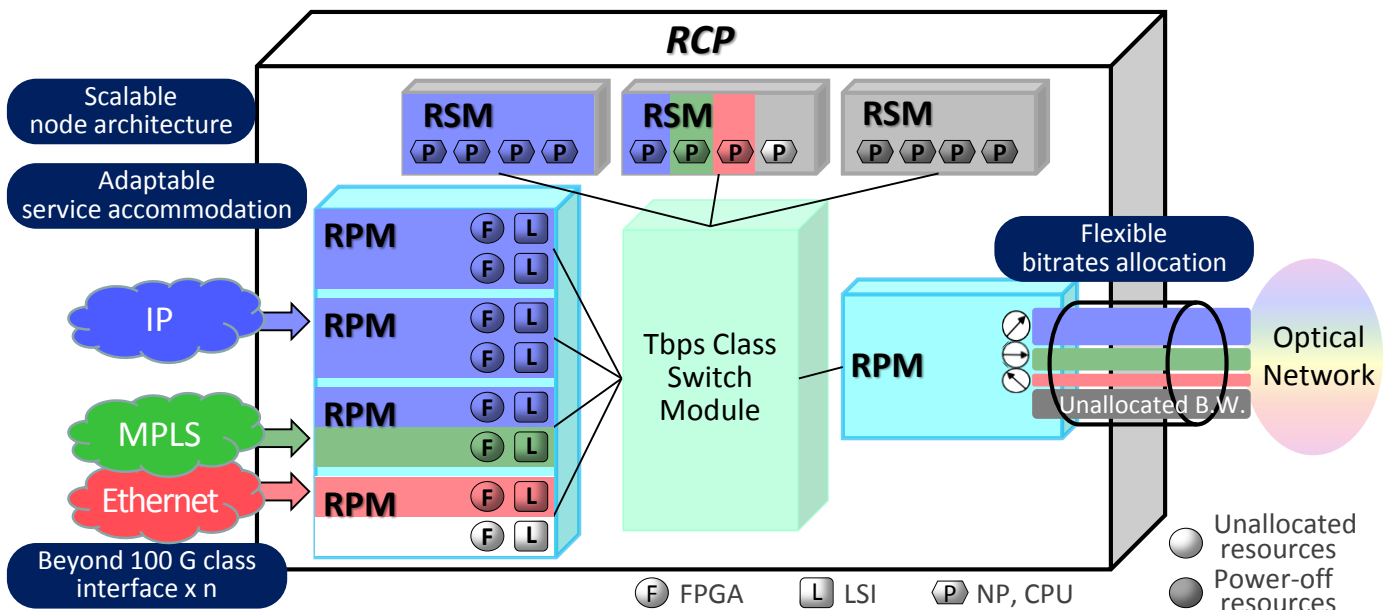 RCP
Scalable
node architecture
RSM
P P P P
RSM
P P P P
RSM
P P P P
Adaptable
service accommodation
RPM
F L
F L
RPM
F L
F L
RPM
F L
F L
RPM
F L
F L
IP
MPLS
Ethernet
Beyond 100 G class
interface x n
Tbps Class
Switch
Module
RPM
Flexible
bitrates allocation
Unallocated B.W.
Optical
Network
F FPGA
L LSI
P NP, CPU
Unallocated
resources
Power-off
resources